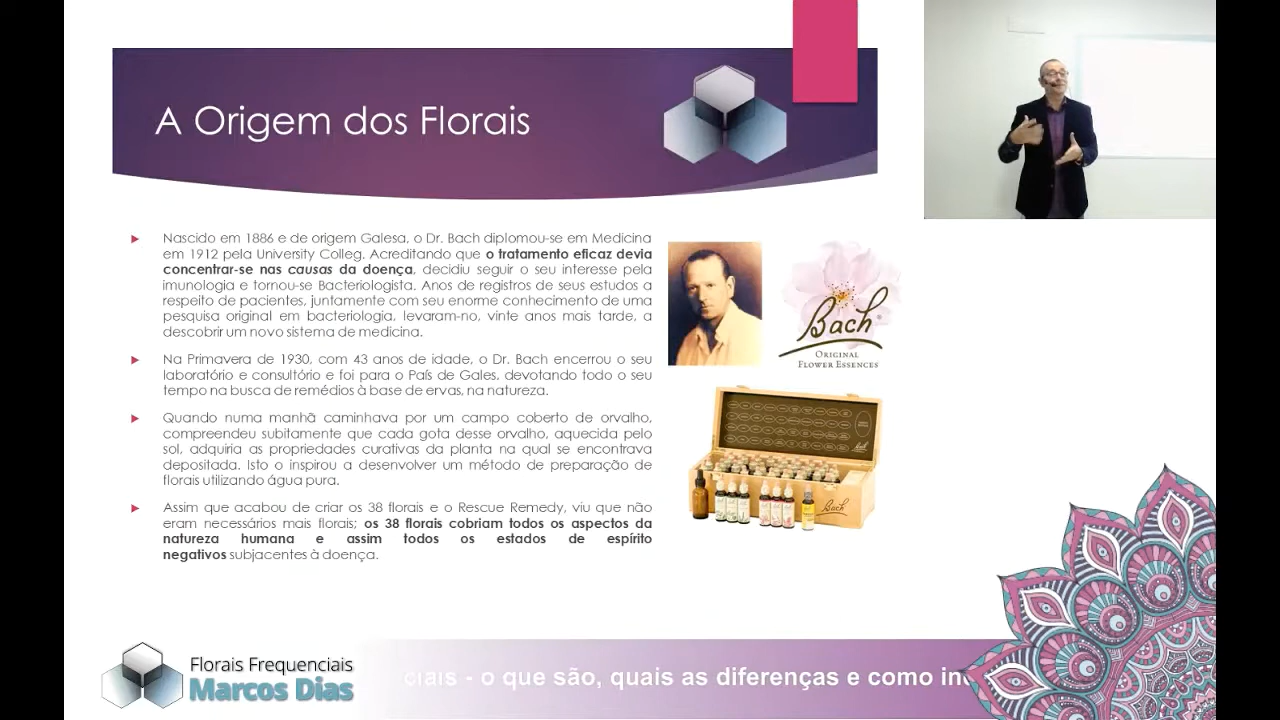 A Origem dos Florais
Nascido em 1886 e de origem Galesa, o Dr. Bach diplomou-se em Medicina
em 1912 pela University Colleg. Acreditando que o tratamento eficaz devia
concentrar-se nas causas da doença, decidiu seguir o seu interesse pela
imunologia e tornou-se Bacteriologista. Anos de registros de seus estudos a
respeito de pacientes, juntamente com seu enorme conhecimento de uma
pesquisa original em bacteriologia, levaram-no, vinte anos mais tarde, a
descobrir um novo sistema de medicina.
Na Primavera de 1930, com 43 anos de idade, o Dr. Bach encerrou o seu
laboratório e consultório e foi para o País de Gales, devotando todo o seu
tempo na busca de remédios à base de ervas, na natureza.
Quando numa manhã caminhava por um campo coberto de orvalho,
compreendeu subitamente que cada gota desse orvalho, aquecida pelo
sol, adquiria as propriedades curativas da planta na qual se encontrava
depositada. Isto o inspirou a desenvolver um método de preparação de
florais utilizando água pura.
Assim que acabou de criar os 38 florais e o Rescue Remedy, viu que não
eram necessários mais florais; os 38 florais cobriam todos os aspectos da
natureza humana e assim todos os estados de espírito
negativos subjacentes à doença.
Bach
ORIGINAL
FLOWER ESSENCES
Bach
Florais Frequenciais
Marcos Dias
ciais - o que são, quais as diferenças e como in